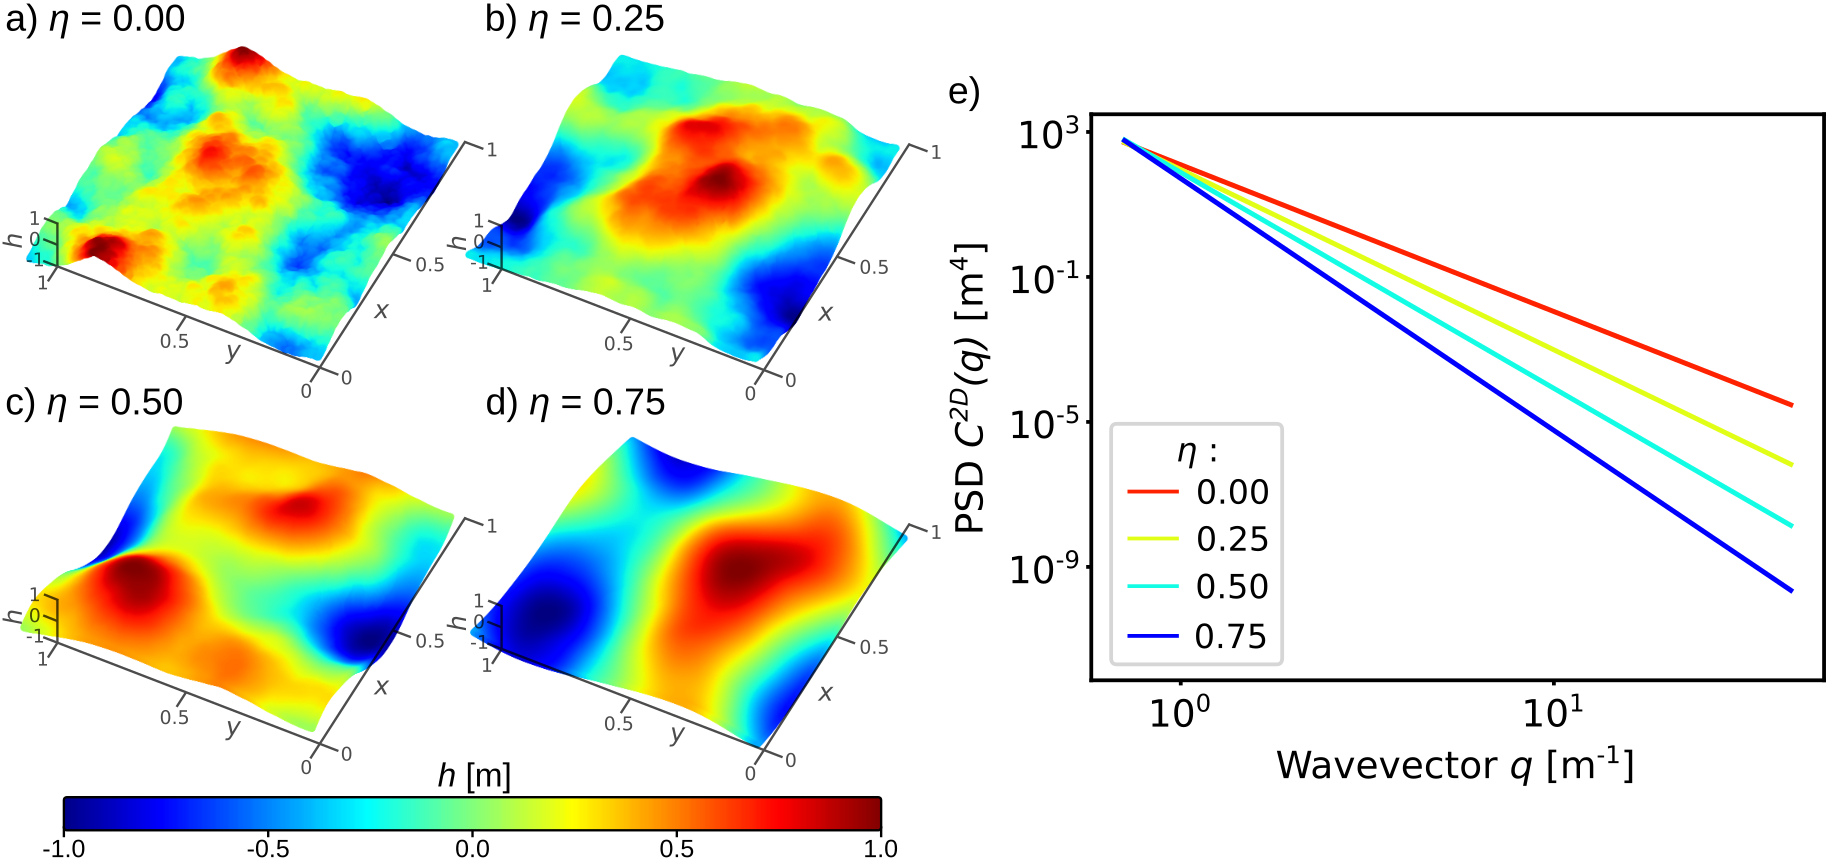 a) η = 0.00
1
0.5
x
0
0
y
0.5
1
h
1
0
-1
b) η = 0.25
1
0.5
x
0
0
y
0.5
1
h
1
0
-1
c) η = 0.50
1
0.5
x
0
0
y
0.5
1
h
1
0
-1
d) η = 0.75
1
0.5
x
0
0
y
0.5
1
h
1
0
-1
h [m]
-1.0 -0.5 0.0 0.5 1.0
e)
PSD C²ᴰ(q) [m⁴]
10³
10⁻¹
10⁻⁵
10⁻⁹
η :
0.00
0.25
0.50
0.75
10⁰ 10¹
Wavevector q [m⁻¹]